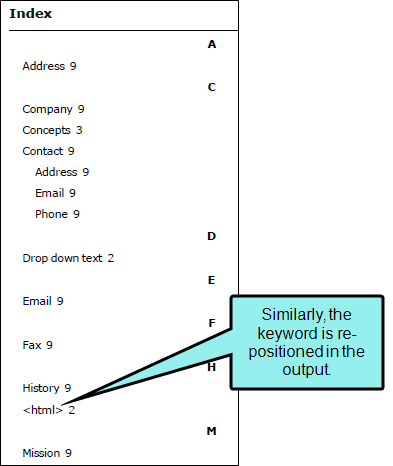 Index
A
Address 9
C
Company 9
Concepts 3
Contact 9
Address 9
Email 9
Phone 9
D
Drop down text 2
E
Email 9
F
Fax 9
H
History 9
<html> 2
M
Mission 9
Similarly, the
keyword is re-
positioned in the
output.